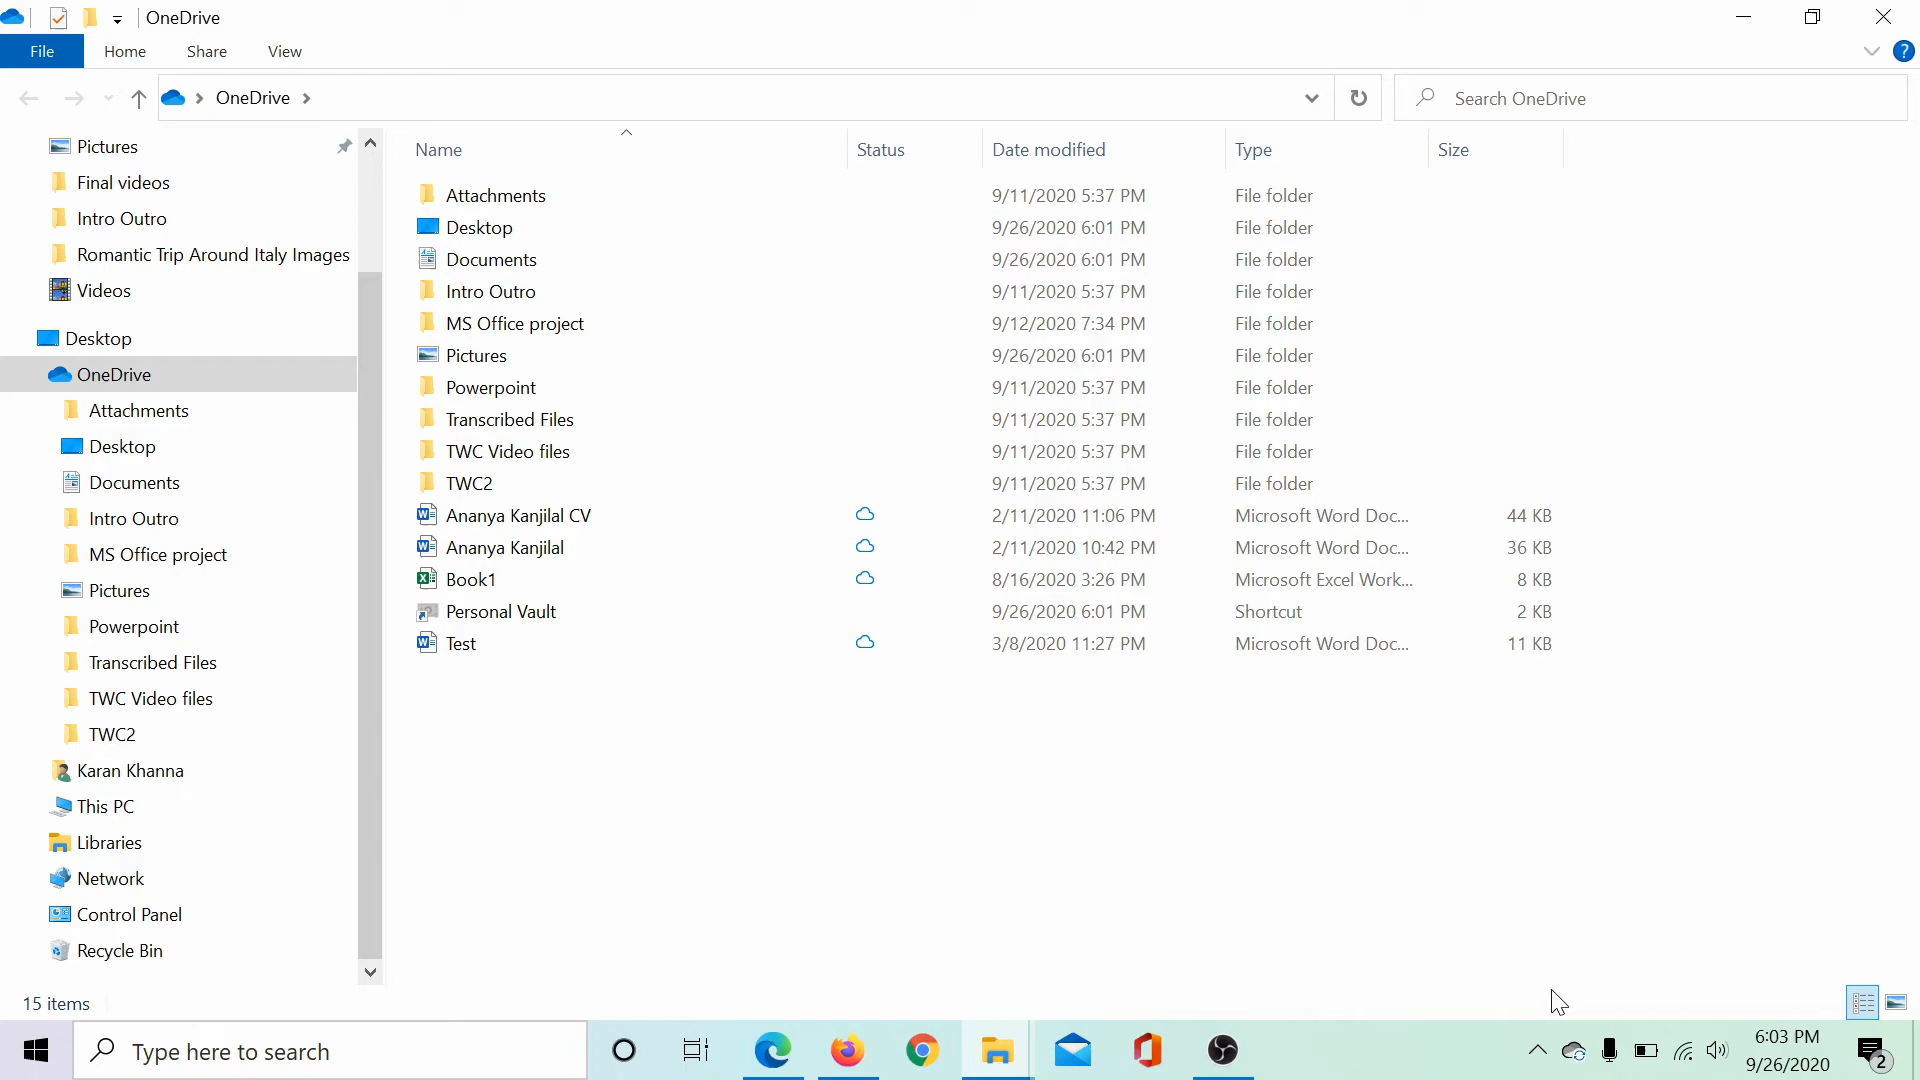 OneDrive
File Home Share View
OneDrive
Search OneDrive
Pictures
Final videos
Intro Outro
Romantic Trip Around Italy Images
Videos
Desktop
OneDrive
Attachments
Desktop
Documents
Intro Outro
MS Office project
Pictures
Powerpoint
Transcribed Files
TWC Video files
TWC2
Karan Khanna
This PC
Libraries
Network
Control Panel
Recycle Bin
Name Status Date modified Type Size
Attachments 9/11/2020 5:37 PM File folder
Desktop 9/26/2020 6:01 PM File folder
Documents 9/26/2020 6:01 PM File folder
Intro Outro 9/11/2020 5:37 PM File folder
MS Office project 9/12/2020 7:34 PM File folder
Pictures 9/26/2020 6:01 PM File folder
Powerpoint 9/11/2020 5:37 PM File folder
Transcribed Files 9/11/2020 5:37 PM File folder
TWC Video files 9/11/2020 5:37 PM File folder
TWC2 9/11/2020 5:37 PM File folder
Ananya Kanjilal CV 2/11/2020 11:06 PM Microsoft Word Doc... 44 KB
Ananya Kanjilal 2/11/2020 10:42 PM Microsoft Word Doc... 36 KB
Book1 8/16/2020 3:26 PM Microsoft Excel Work... 8 KB
Personal Vault 9/26/2020 6:01 PM Shortcut 2 KB
Test 3/8/2020 11:27 PM Microsoft Word Doc... 11 KB
15 items
Type here to search
6:03 PM
9/26/2020
2